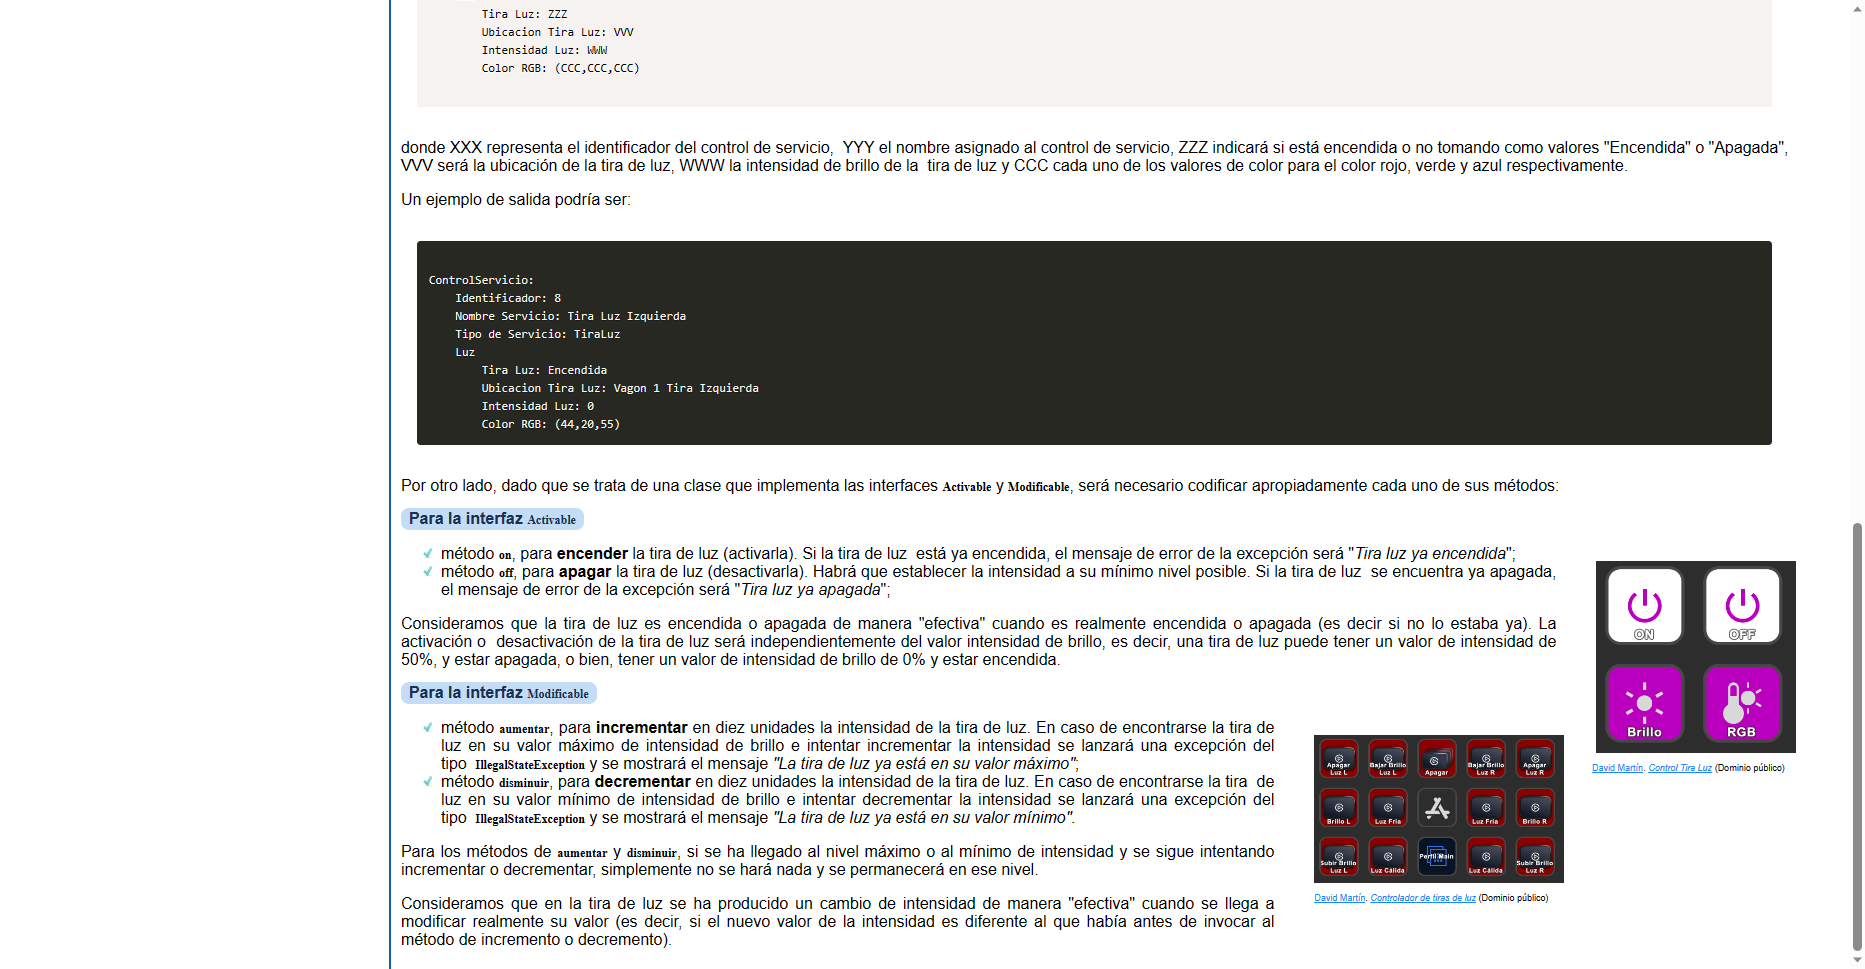 Tira Luz: ZZZ
Ubicacion Tira Luz: VVV
Intensidad Luz: WWW
Color RGB: (CCC,CCC,CCC)
donde XXX representa el identificador del control de servicio,  YYY el nombre asignado al control de servicio, ZZZ indicará si está encendida o no tomando como valores "Encendida" o "Apagada",
VVV será la ubicación de la tira de luz, WWW la intensidad de brillo de la  tira de luz y CCC cada uno de los valores de color para el color rojo, verde y azul respectivamente.
Un ejemplo de salida podría ser:
ControlServicio:
Identificador: 8
Nombre Servicio: Tira Luz Izquierda
Tipo de Servicio: TiraLuz
Luz
Tira Luz: Encendida
Ubicacion Tira Luz: Vagon 1 Tira Izquierda
Intensidad Luz: 0
Color RGB: (44,20,55)
Por otro lado, dado que se trata de una clase que implementa las interfaces Activable y Modificable, será necesario codificar apropiadamente cada uno de sus métodos:
Para la interfaz Activable
método on, para encender la tira de luz (activarla). Si la tira de luz  está ya encendida, el mensaje de error de la excepción será "Tira luz ya encendida";
método off, para apagar la tira de luz (desactivarla). Habrá que establecer la intensidad a su mínimo nivel posible. Si la tira de luz  se encuentra ya apagada,
el mensaje de error de la excepción será "Tira luz ya apagada";
Consideramos que la tira de luz es encendida o apagada de manera "efectiva" cuando es realmente encendida o apagada (es decir si no lo estaba ya). La
activación o  desactivación de la tira de luz será independientemente del valor intensidad de brillo, es decir, una tira de luz puede tener un valor de intensidad de
50%, y estar apagada, o bien, tener un valor de intensidad de brillo de 0% y estar encendida.
ON OFF
Brillo RGB
David Martín. Control Tira Luz (Dominio público)
Para la interfaz Modificable
método aumentar, para incrementar en diez unidades la intensidad de la tira de luz. En caso de encontrarse la tira de
luz en su valor máximo de intensidad de brillo e intentar incrementar la intensidad se lanzará una excepción del
tipo  IllegalStateException y se mostrará el mensaje "La tira de luz ya está en su valor máximo";
método disminuir, para decrementar en diez unidades la intensidad de la tira de luz. En caso de encontrarse la tira  de
luz en su valor mínimo de intensidad de brillo e intentar decrementar la intensidad se lanzará una excepción del
tipo  IllegalStateException y se mostrará el mensaje "La tira de luz ya está en su valor mínimo".
Para los métodos de aumentar y disminuir, si se ha llegado al nivel máximo o al mínimo de intensidad y se sigue intentando
incrementar o decrementar, simplemente no se hará nada y se permanecerá en ese nivel.
Consideramos que en la tira de luz se ha producido un cambio de intensidad de manera "efectiva" cuando se llega a
modificar realmente su valor (es decir, si el nuevo valor de la intensidad es diferente al que había antes de invocar al
método de incremento o decremento).
Apagar Luz L
Bajar Brillo Luz L
Apagar
Bajar Brillo Luz R
Apagar Luz R
Brillo L
Luz Fria
Luz Fria
Brillo R
Subir Brillo Luz L
Luz Cálida
Perfil Main
Luz Cálida
Subir Brillo Luz R
David Martín. Controlador de tiras de luz (Dominio público)